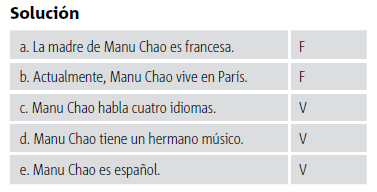 Solución
a. La madre de Manu Chao es francesa. F
b. Actualmente, Manu Chao vive en París. F
c. Manu Chao habla cuatro idiomas. V
d. Manu Chao tiene un hermano músico. V
e. Manu Chao es español. V